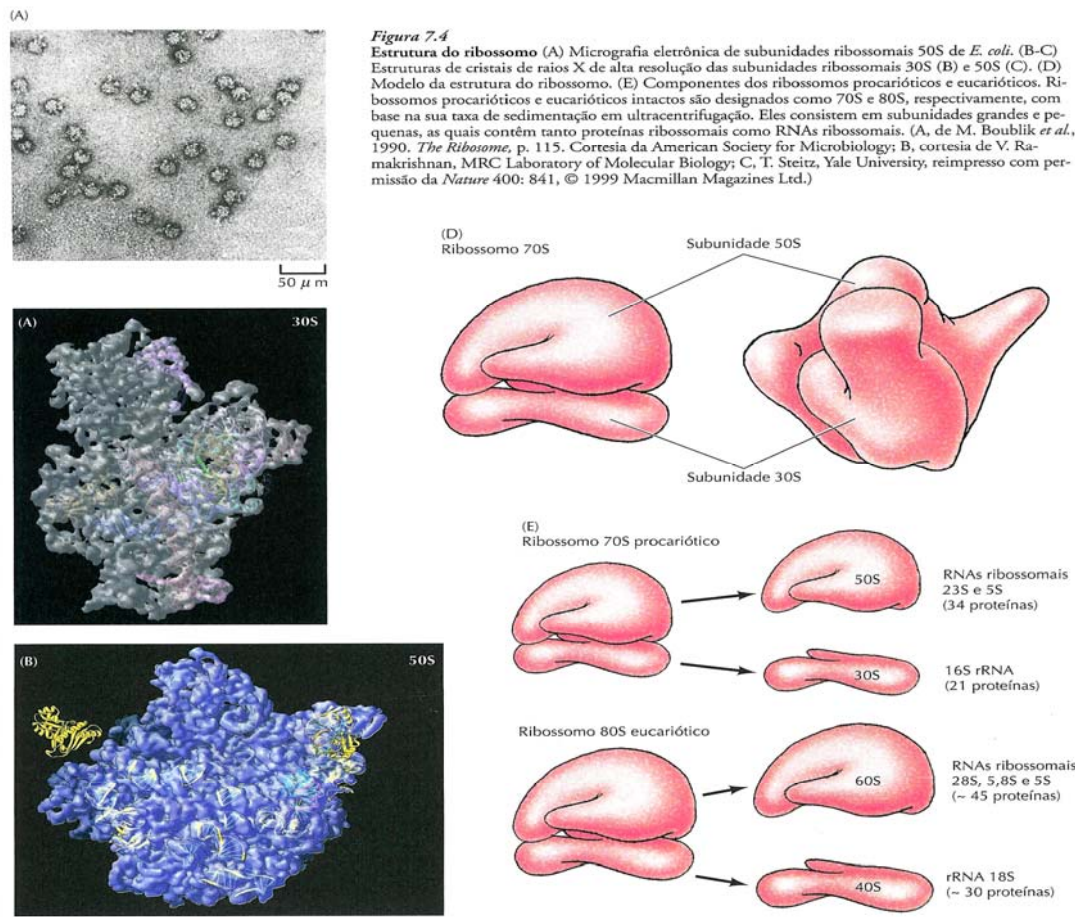 (A)
Figura 7.4
Estrutura do ribossomo (A) Micrografia eletrônica de subunidades ribossomais 50S de E. coli. (B-C)
Estruturas de cristais de raios X de alta resolução das subunidades ribossomais 30S (B) e 50S (C). (D)
Modelo da estrutura do ribossomo. (E) Componentes dos ribossomos procarióticos e eucarióticos. Ri-
bossomos procarióticos e eucarióticos intactos são designados como 70S e 80S, respectivamente, com
base na sua taxa de sedimentação em ultracentrifugação. Eles consistem em subunidades grandes e pe-
quenas, as quais contêm tanto proteínas ribossomais como RNAs ribossomais. (A, de M. Boublik et al.,
1990. The Ribosome, p. 115. Cortesia da American Society for Microbiology; B, cortesia de V. Ra-
makrishnan, MRC Laboratory of Molecular Biology; C, T. Steitz, Yale University, reimpresso com per-
missão da Nature 400: 841, © 1999 Macmillan Magazines Ltd.)
50 μ m
(A)
30S
(B)
50S
(D)
Ribossomo 70S
Subunidade 50S
Subunidade 30S
(E)
Ribossomo 70S procariótico
50S
RNAs ribossomais
23S e 5S
(34 proteínas)
30S
16S rRNA
(21 proteínas)
Ribossomo 80S eucariótico
60S
RNAs ribossomais
28S, 5,8S e 5S
(~ 45 proteínas)
40S
rRNA 18S
(~ 30 proteínas)